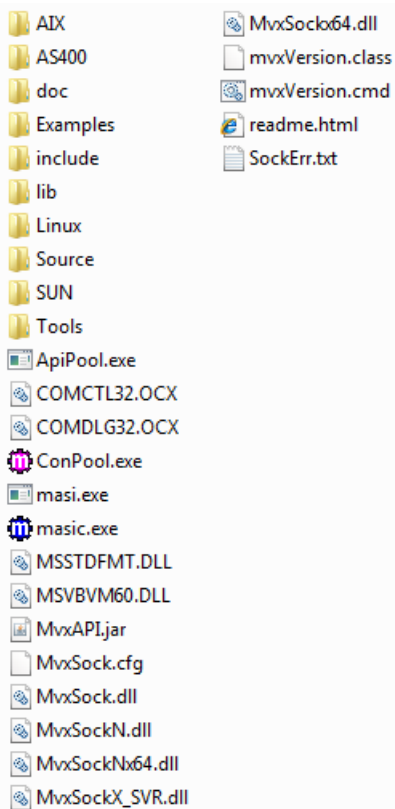 AIX
AS400
doc
Examples
include
lib
Linux
Source
SUN
Tools
ApiPool.exe
COMCTL32.OCX
COMDLG32.OCX
ConPool.exe
masi.exe
masic.exe
MSSTDFMT.DLL
MSVBVM60.DLL
MvxAPI.jar
MvxSock.cfg
MvxSock.dll
MvxSockN.dll
MvxSockNx64.dll
MvxSockX_SVR.dll
MvxSockx64.dll
mvxVersion.class
mvxVersion.cmd
readme.html
SockErr.txt